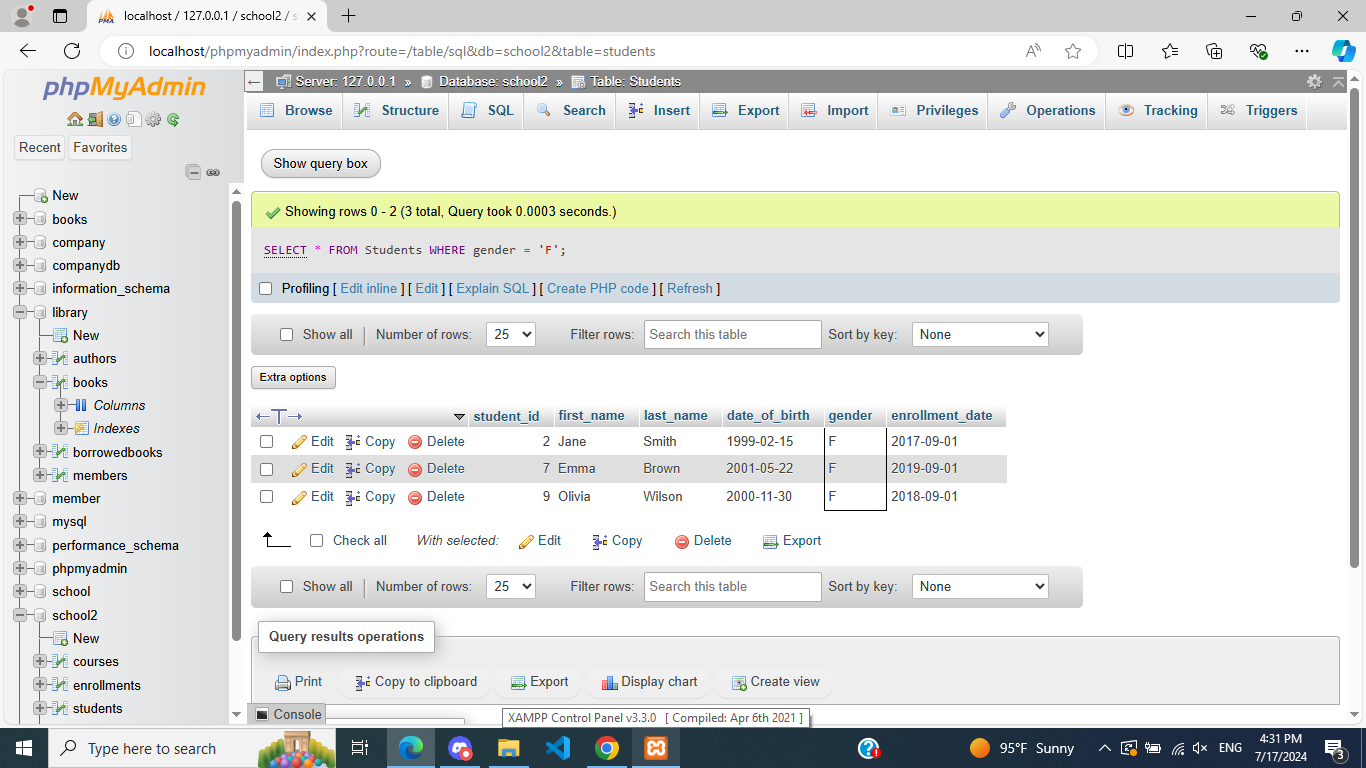 localhost / 127.0.0.1 / school2 / s
localhost/phpmyadmin/index.php?route=/table/sql&db=school2&table=students
phpMyAdmin
Recent Favorites
New
books
company
companydb
information_schema
library
New
authors
books
Columns
Indexes
borrowedbooks
members
member
mysql
performance_schema
phpmyadmin
school
school2
New
courses
enrollments
students
Server: 127.0.0.1 » Database: school2 » Table: Students
Browse Structure SQL Search Insert Export Import Privileges Operations Tracking Triggers
Show query box
Showing rows 0 - 2 (3 total, Query took 0.0003 seconds.)
SELECT * FROM Students WHERE gender = 'F';
Profiling [ Edit inline ] [ Edit ] [ Explain SQL ] [ Create PHP code ] [ Refresh ]
Show all Number of rows: 25 Filter rows: Search this table Sort by key: None
Extra options
student_id first_name last_name date_of_birth gender enrollment_date
Edit Copy Delete 2 Jane Smith 1999-02-15 F 2017-09-01
Edit Copy Delete 7 Emma Brown 2001-05-22 F 2019-09-01
Edit Copy Delete 9 Olivia Wilson 2000-11-30 F 2018-09-01
Check all With selected: Edit Copy Delete Export
Show all Number of rows: 25 Filter rows: Search this table Sort by key: None
Query results operations
Print Copy to clipboard Export Display chart Create view
Console
XAMPP Control Panel v3.3.0 [ Compiled: Apr 6th 2021 ]
Type here to search
95°F Sunny
ENG
4:31 PM
7/17/2024
3